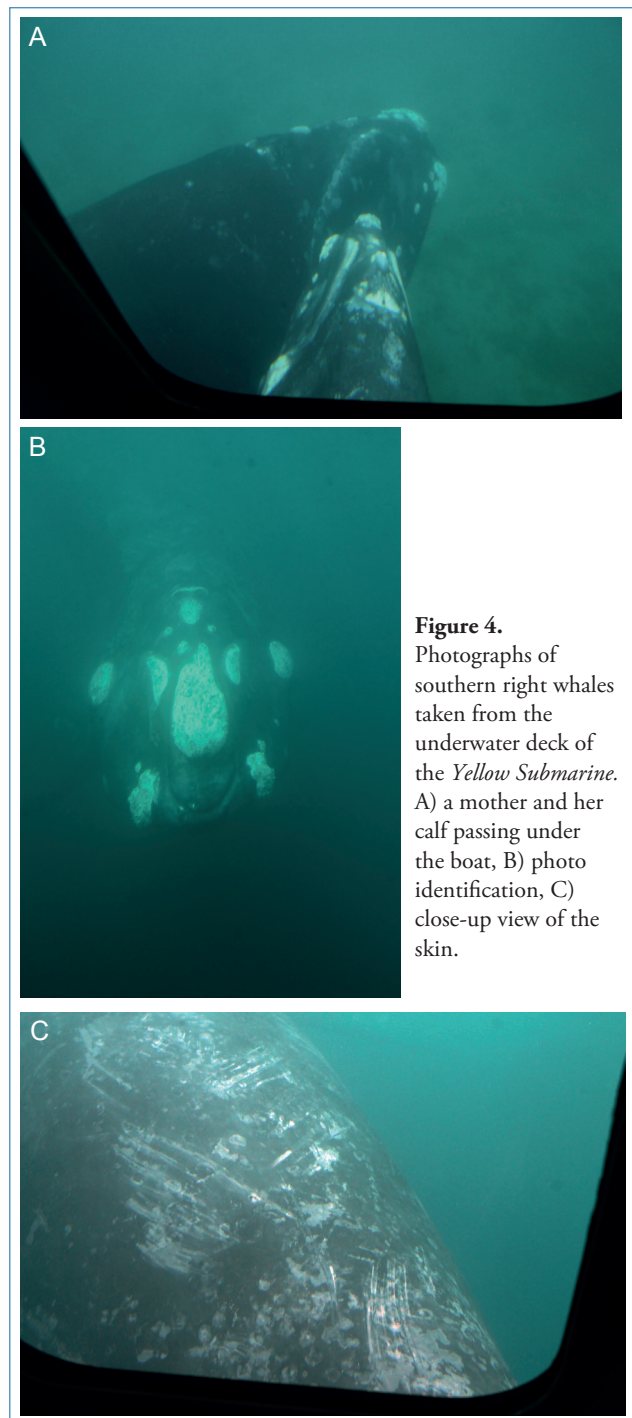 A
B
Figure 4.
Photographs of
southern right whales
taken from the
underwater deck of
the Yellow Submarine.
A) a mother and her
calf passing under
the boat, B) photo
identification, C)
close-up view of the
skin.
C